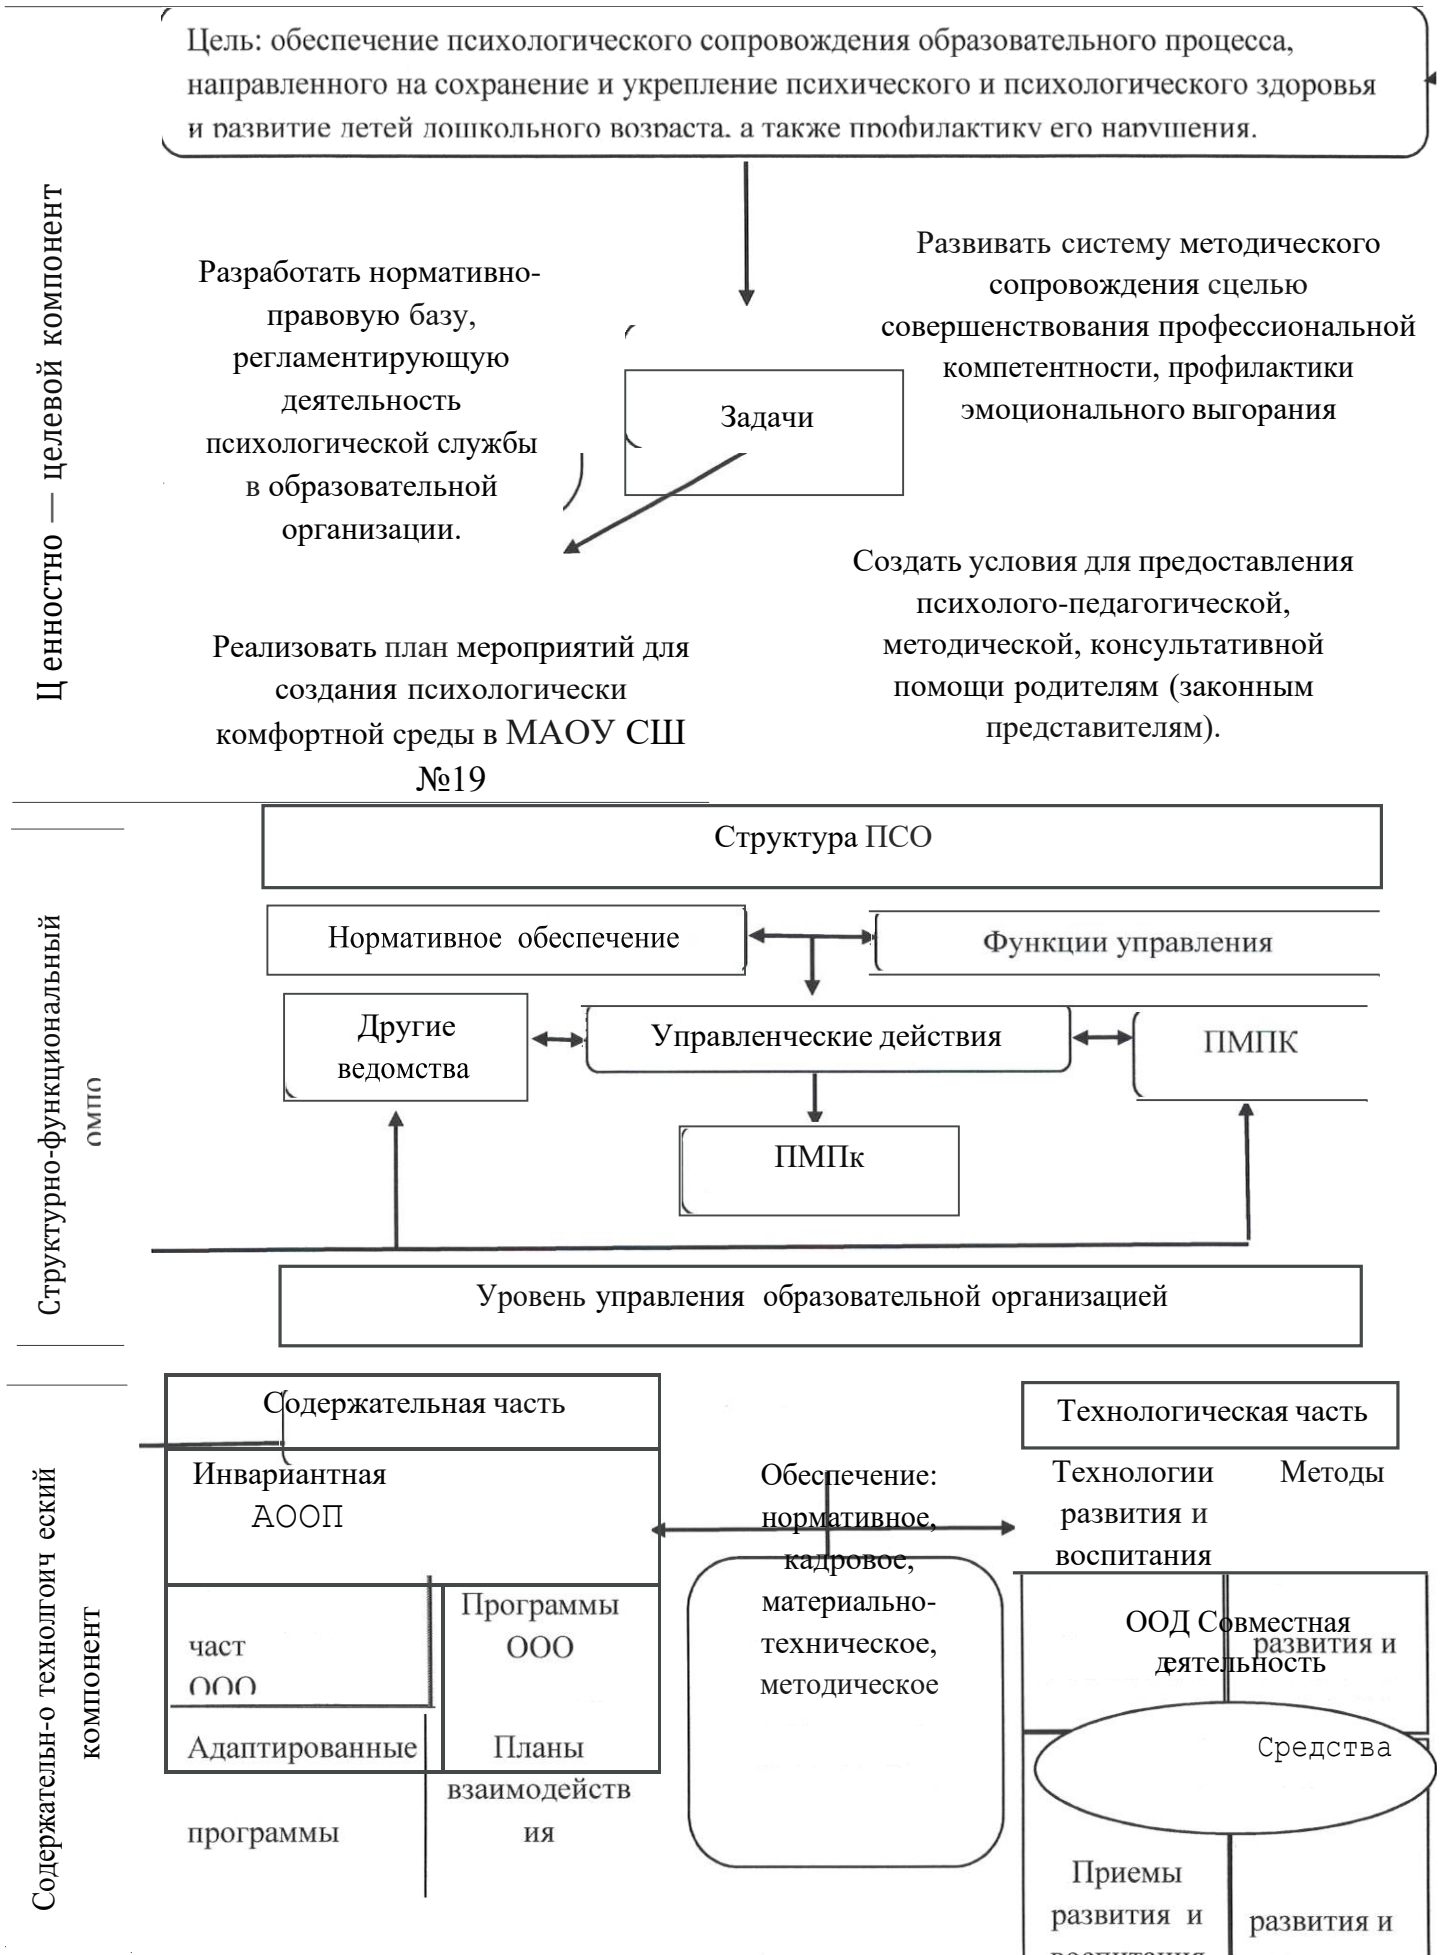 Цель: обеспечение психологического сопровождения образовательного процесса,
направленного на сохранение и укрепление психического и психологического здоровья
и развитие детей дошкольного возраста, а также профилактику его нарушения.
Ц енностно — целевой компонент
Разработать нормативно-
правовую базу,
регламентирующую
деятельность
психологической службы
в образовательной
организации.
Задачи
Развивать систему методического
сопровождения сцелью
совершенствования профессиональной
компетентности, профилактики
эмоционального выгорания
Реализовать план мероприятий для
создания психологически
комфортной среды в МАОУ СШ
№19
Создать условия для предоставления
психолого-педагогической,
методической, консультативной
помощи родителям (законным
представителям).
Структурно-функциональный
омпо
Структура ПСО
Нормативное обеспечение
Функции управления
Другие
ведомства
Управленческие действия
ПМПК
ПМПк
Уровень управления образовательной организацией
Содержательн-о технолгоич еский
компонент
Содержательная часть
Инвариантная
АООП
част
ООО
Программы
ООО
Адаптированные
программы
Планы
взаимодейств
ия
Обеспечение:
нормативное,
кадровое,
материально-
техническое,
методическое
Технологическая часть
Технологии
развития и
воспитания
Методы
ООД Совместная
деятельность
развития и
Средства
Приемы
развития и
воспитания
развития и